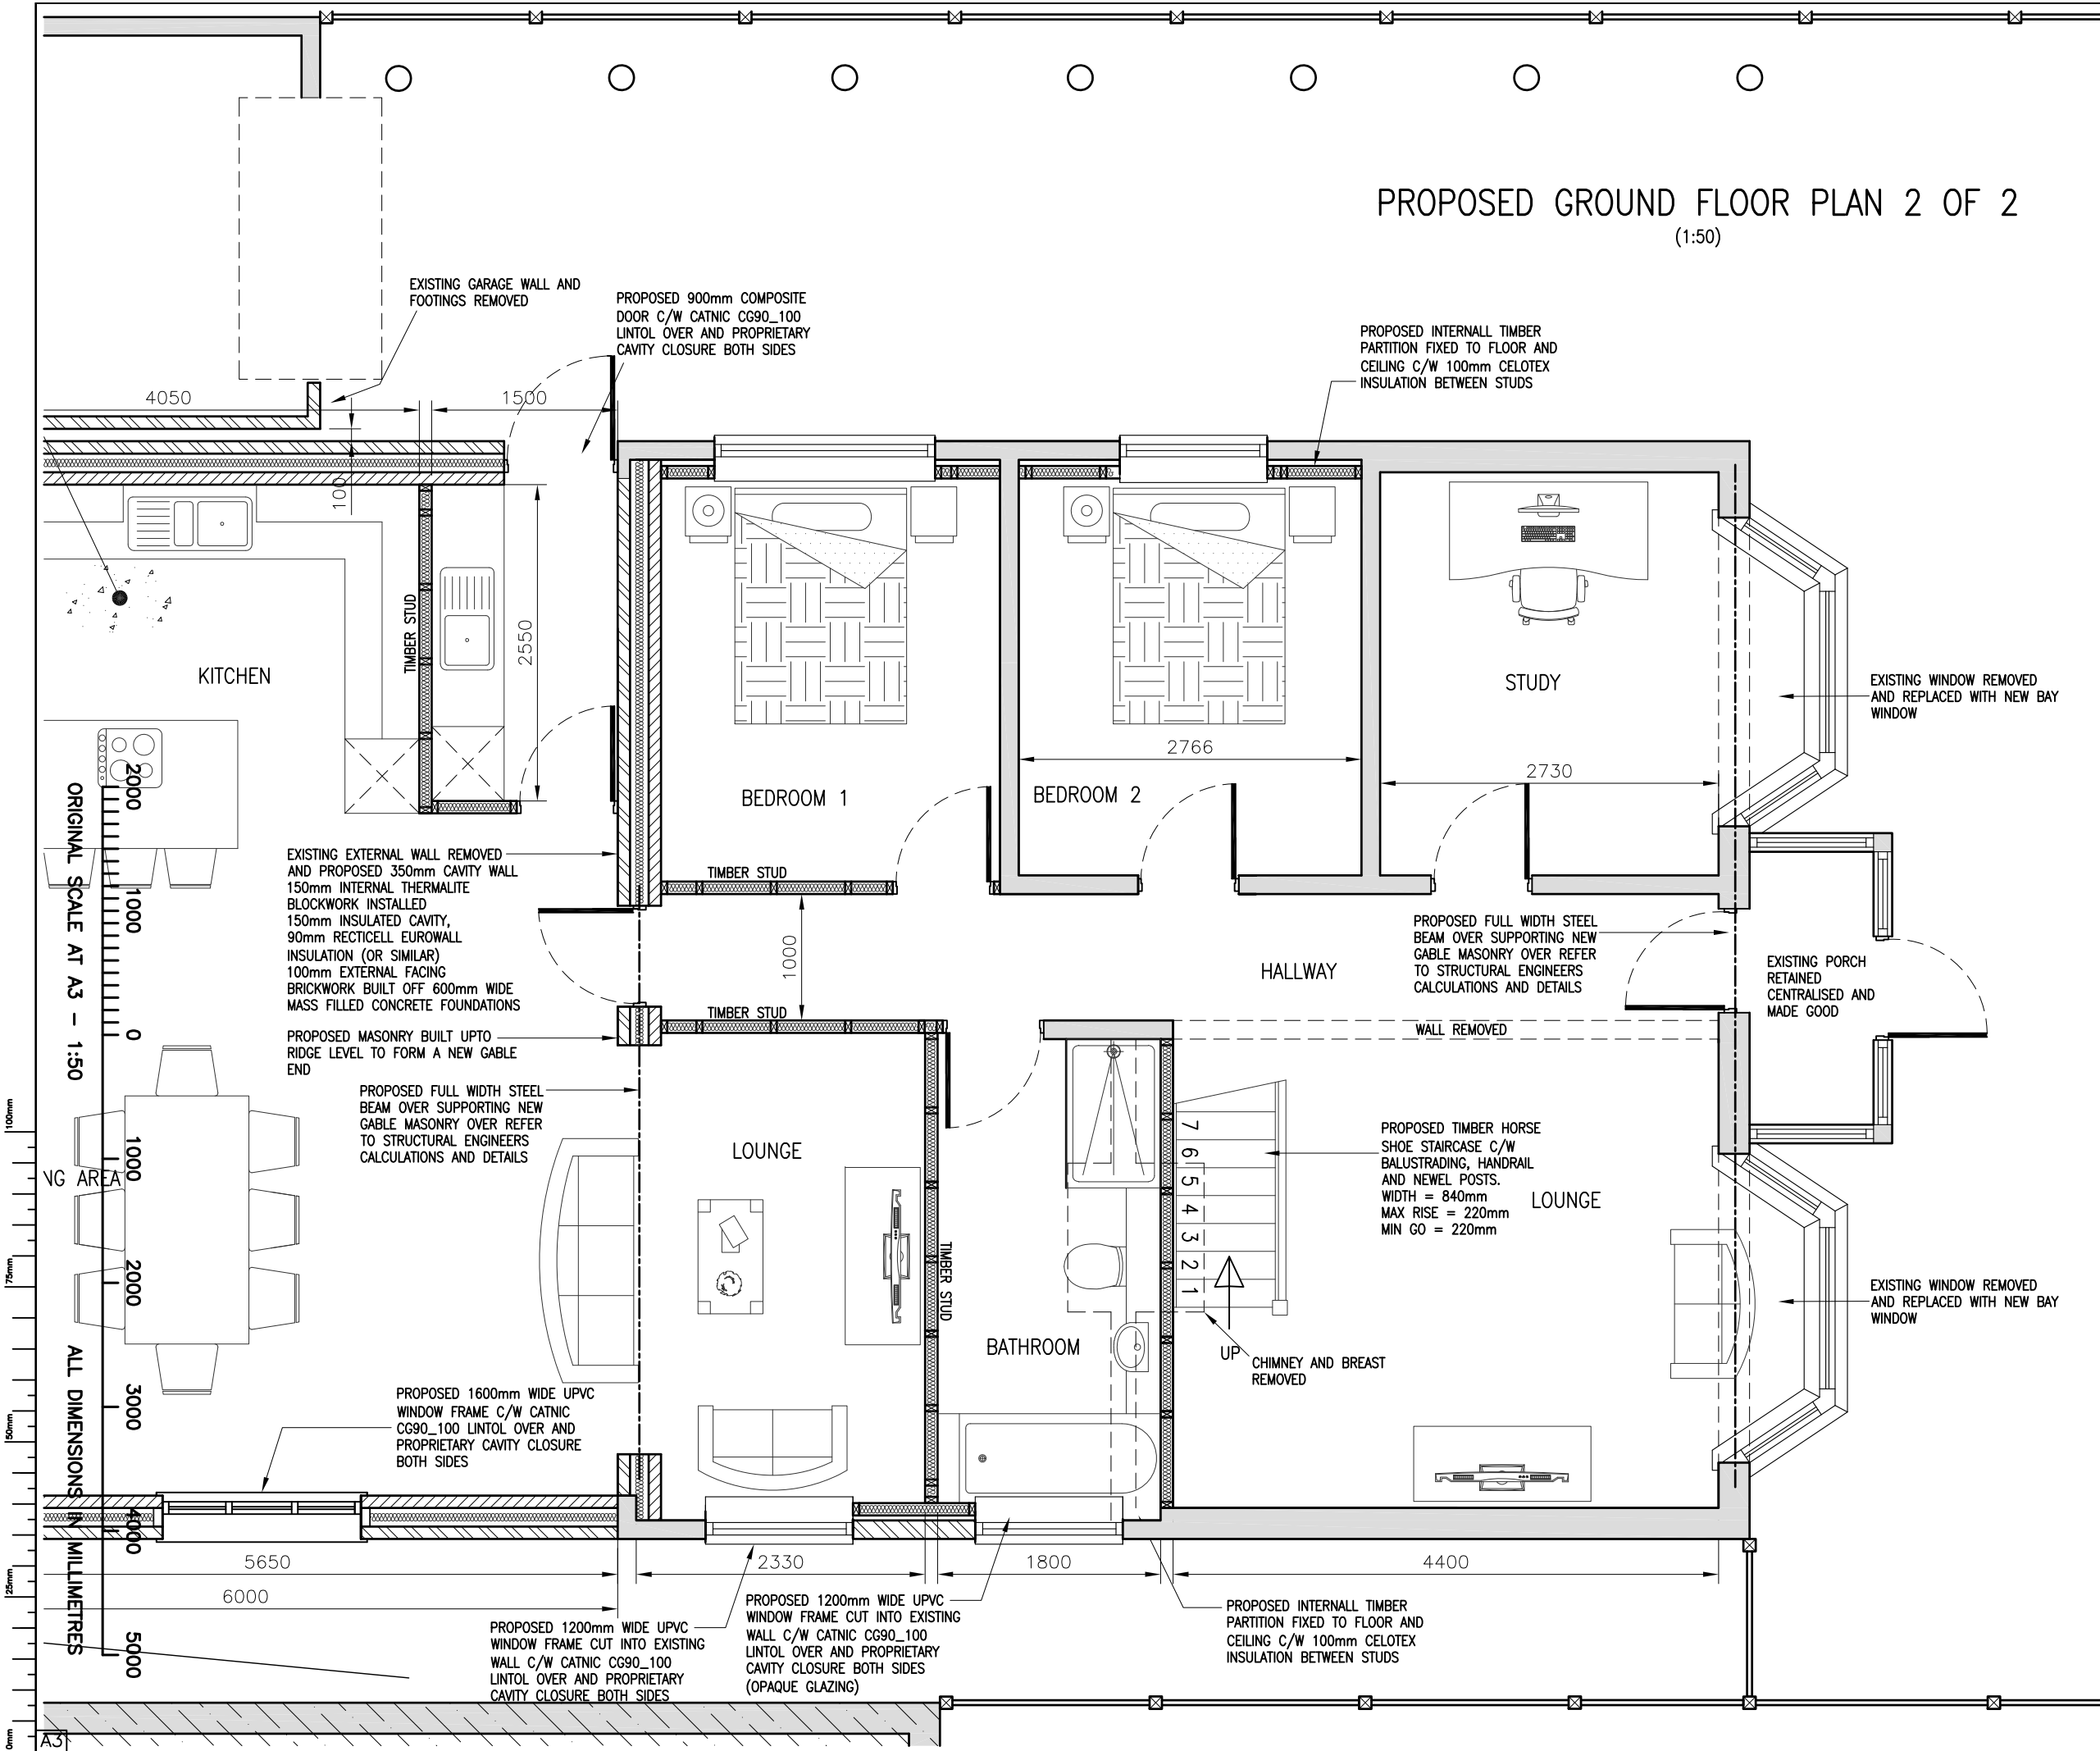 PROPOSED GROUND FLOOR PLAN 2 OF 2
(1:50)
EXISTING GARAGE WALL AND
FOOTINGS REMOVED
PROPOSED 900mm COMPOSITE
DOOR C/W CATNIC CG90_100
LINTOL OVER AND PROPRIETARY
CAVITY CLOSURE BOTH SIDES
PROPOSED INTERNALL TIMBER
PARTITION FIXED TO FLOOR AND
CEILING C/W 100mm CELOTEX
INSULATION BETWEEN STUDS
4050
1500
100
2550
TIMBER STUD
KITCHEN
STUDY
EXISTING WINDOW REMOVED
AND REPLACED WITH NEW BAY
WINDOW
2766
2730
BEDROOM 1
BEDROOM 2
EXISTING EXTERNAL WALL REMOVED
AND PROPOSED 350mm CAVITY WALL
150mm INTERNAL THERMALITE
BLOCKWORK INSTALLED
150mm INSULATED CAVITY,
90mm RECTICELL EUROWALL
INSULATION (OR SIMILAR)
100mm EXTERNAL FACING
BRICKWORK BUILT OFF 600mm WIDE
MASS FILLED CONCRETE FOUNDATIONS
PROPOSED MASONRY BUILT UPTO
RIDGE LEVEL TO FORM A NEW GABLE
END
TIMBER STUD
1000
TIMBER STUD
HALLWAY
PROPOSED FULL WIDTH STEEL
BEAM OVER SUPPORTING NEW
GABLE MASONRY OVER REFER
TO STRUCTURAL ENGINEERS
CALCULATIONS AND DETAILS
EXISTING PORCH
RETAINED
CENTRALISED AND
MADE GOOD
WALL REMOVED
PROPOSED FULL WIDTH STEEL
BEAM OVER SUPPORTING NEW
GABLE MASONRY OVER REFER
TO STRUCTURAL ENGINEERS
CALCULATIONS AND DETAILS
LOUNGE
7
6
5
4
3
2
1
UP
PROPOSED TIMBER HORSE
SHOE STAIRCASE C/W
BALUSTRADING, HANDRAIL
AND NEWEL POSTS.
WIDTH = 840mm
MAX RISE = 220mm
MIN GO = 220mm
LOUNGE
NG AREA
TIMBER STUD
BATHROOM
CHIMNEY AND BREAST
REMOVED
EXISTING WINDOW REMOVED
AND REPLACED WITH NEW BAY
WINDOW
PROPOSED 1600mm WIDE UPVC
WINDOW FRAME C/W CATNIC
CG90_100 LINTOL OVER AND
PROPRIETARY CAVITY CLOSURE
BOTH SIDES
5650
2330
1800
4400
6000
PROPOSED 1200mm WIDE UPVC
WINDOW FRAME CUT INTO EXISTING
WALL C/W CATNIC CG90_100
LINTOL OVER AND PROPRIETARY
CAVITY CLOSURE BOTH SIDES
PROPOSED 1200mm WIDE UPVC
WINDOW FRAME CUT INTO EXISTING
WALL C/W CATNIC CG90_100
LINTOL OVER AND PROPRIETARY
CAVITY CLOSURE BOTH SIDES
(OPAQUE GLAZING)
PROPOSED INTERNALL TIMBER
PARTITION FIXED TO FLOOR AND
CEILING C/W 100mm CELOTEX
INSULATION BETWEEN STUDS
ORIGINAL SCALE AT A3 - 1:50
ALL DIMENSIONS IN MILLIMETRES
2000
1000
0
1000
2000
3000
4000
5000
100mm
75mm
50mm
25mm
0mm
A3